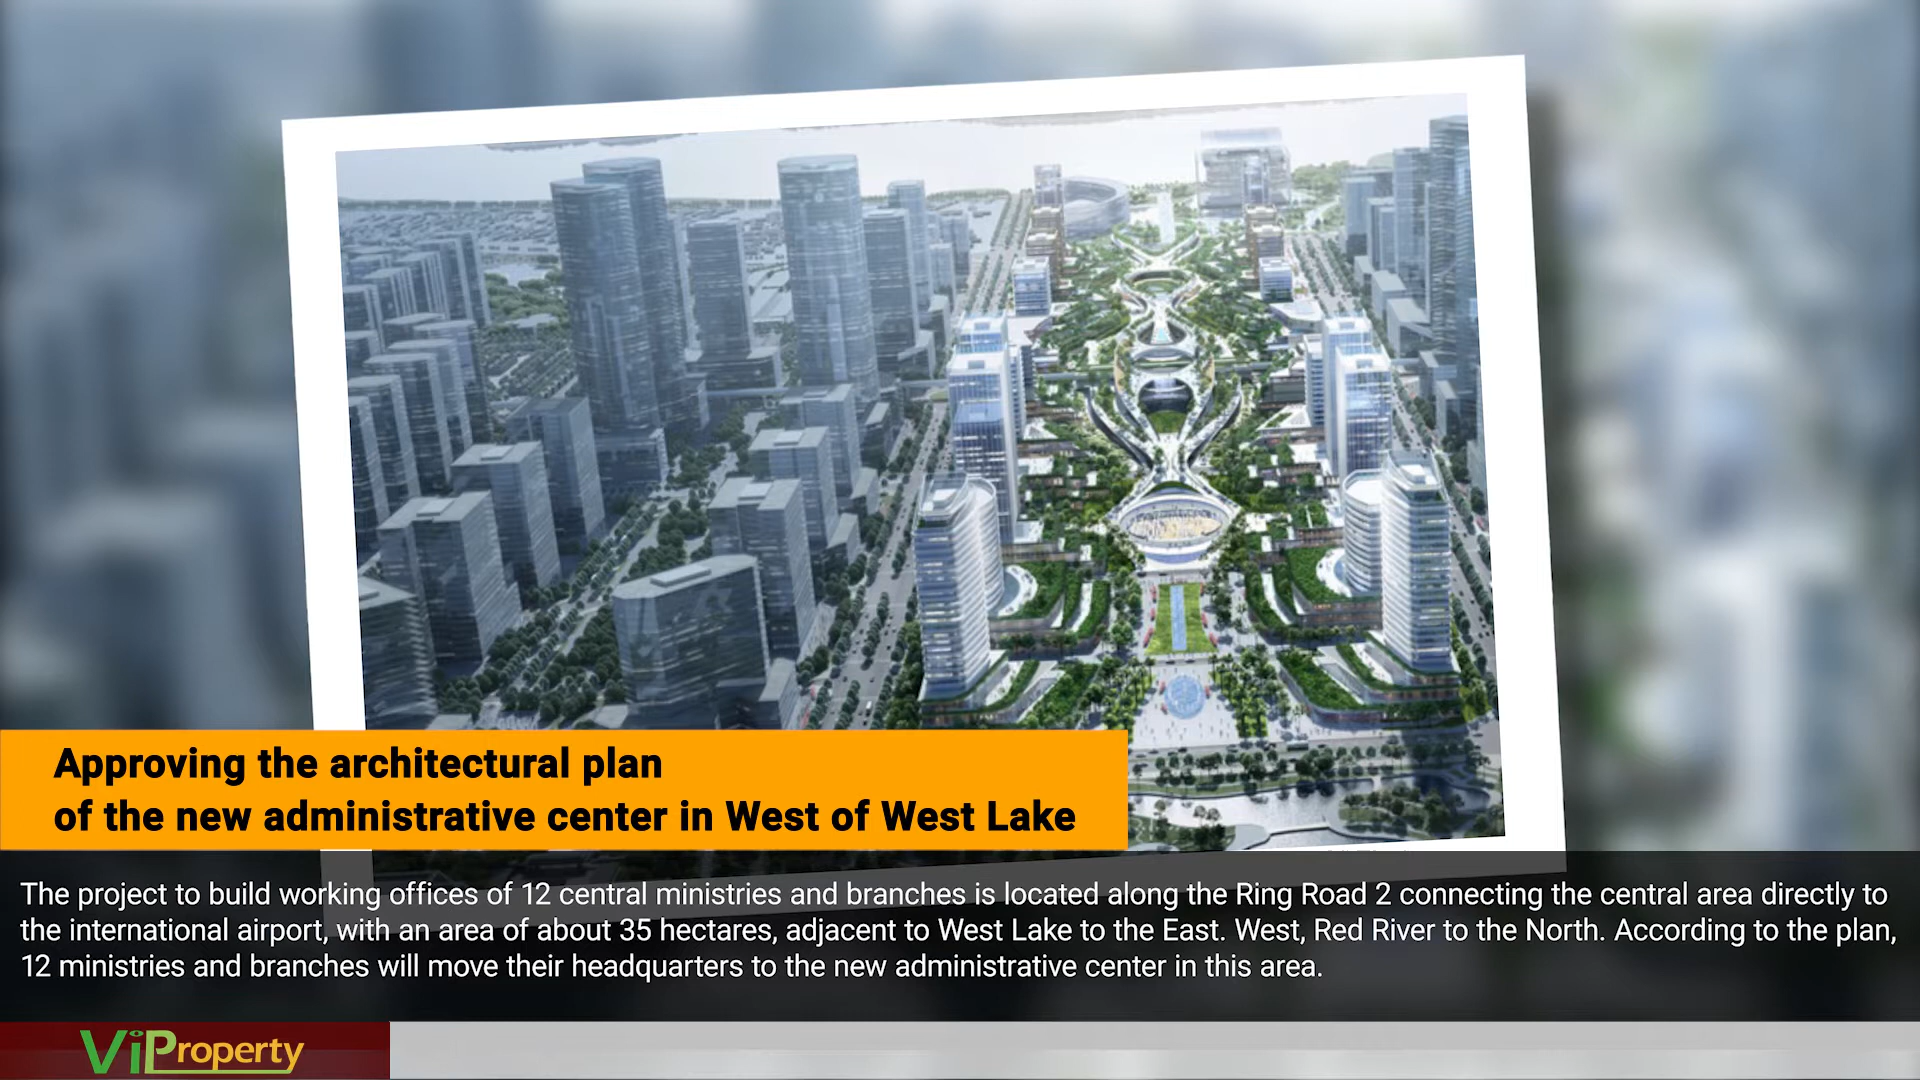 Approving the architectural plan
of the new administrative center in West of West Lake
The project to build working offices of 12 central ministries and branches is located along the Ring Road 2 connecting the central area directly to
the international airport, with an area of about 35 hectares, adjacent to West Lake to the East. West, Red River to the North. According to the plan,
12 ministries and branches will move their headquarters to the new administrative center in this area.
ViProperty